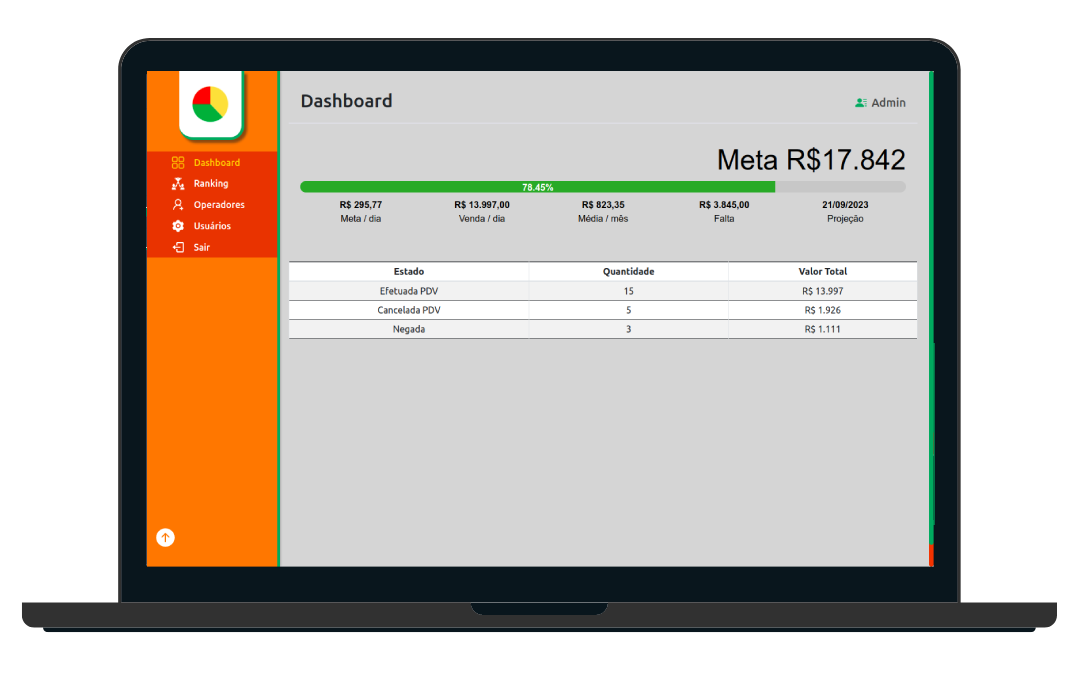 Dashboard
Admin
Dashboard
Ranking
Operadores
Usuários
Sair
Meta R$17.842
78.45%
R$ 295,77 R$ 13.997,00 R$ 823,35 R$ 3.845,00 21/09/2023
Meta / dia Venda / dia Média / mês Falta Projeção
Estado Quantidade Valor Total
Efetuada PDV 15 R$ 13.997
Cancelada PDV 5 R$ 1.926
Negada 3 R$ 1.111